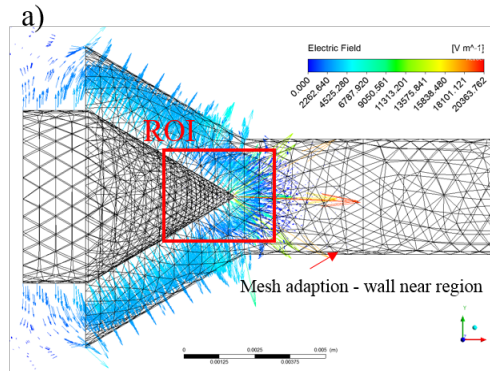 a)
Electric Field
[V m^-1]
0.000
2262.640
4525.280
6787.920
9050.561
11313.201
13575.841
15838.480
18101.121
20363.762
ROI
Mesh adaption - wall near region
0
0.0025
0.005 (m)
0.00125
0.00375